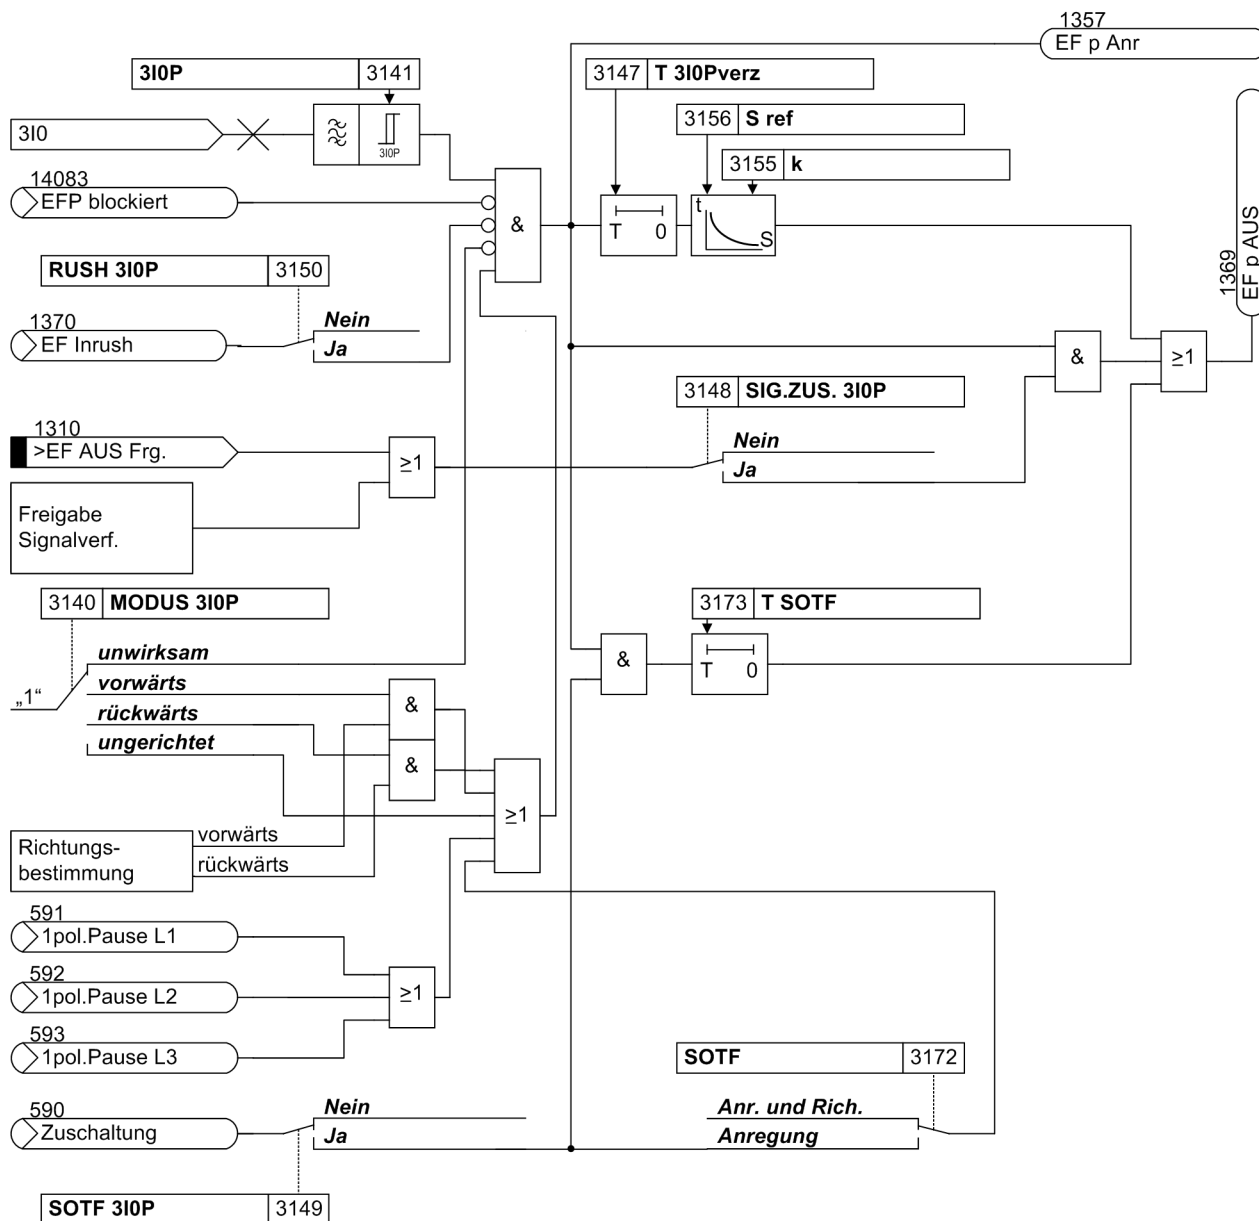 1357
EF p Anr
3I0P 3141
3147 T 3I0Pverz
3156 S ref
3155 k
3I0
3I0P
14083
EFP blockiert
&
T 0
t
S
1369
EF p AUS
RUSH 3I0P 3150
1370
EF Inrush
Nein
Ja
&
≥1
3148 SIG.ZUS. 3I0P
1310
>EF AUS Frg.
≥1
Nein
Ja
Freigabe
Signalverf.
3140 MODUS 3I0P
3173 T SOTF
„1“
unwirksam
vorwärts
rückwärts
ungerichtet
&
T 0
&
&
≥1
Richtungs-
bestimmung
vorwärts
rückwärts
591
1pol.Pause L1
592
1pol.Pause L2
≥1
593
1pol.Pause L3
SOTF 3172
590
Zuschaltung
Nein
Ja
Anr. und Rich.
Anregung
SOTF 3I0P 3149